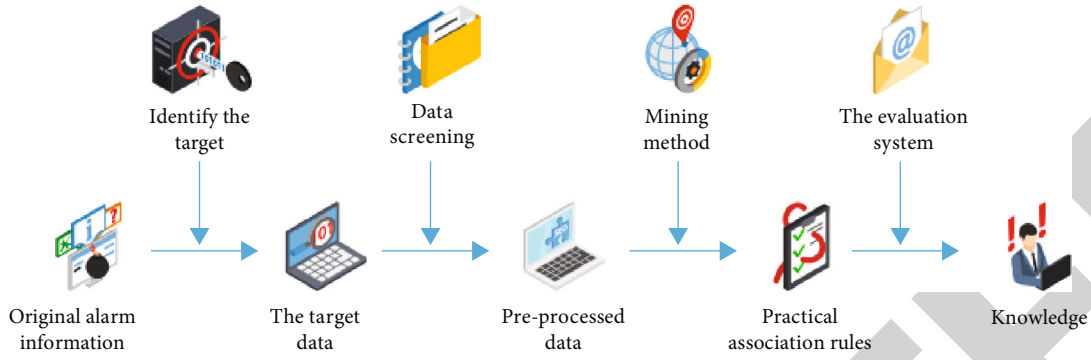 Identify the
target
Data
screening
Mining
method
The evaluation
system
Original alarm
information
The target
data
Pre-processed
data
Practical
association rules
Knowledge